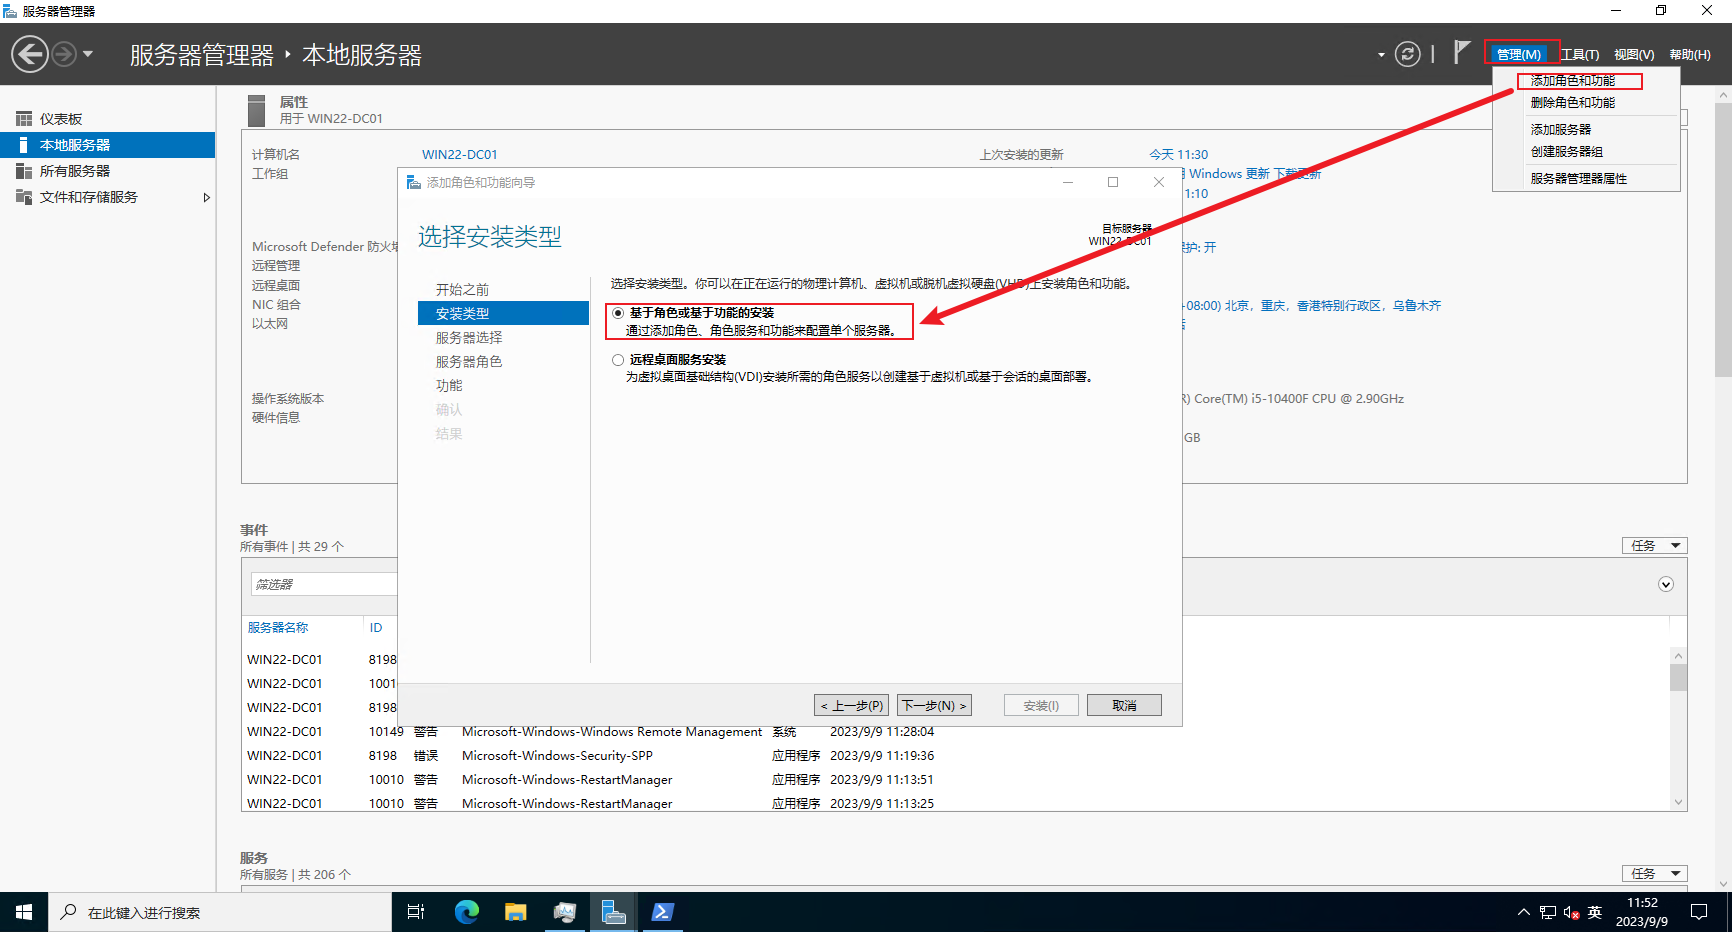 服务器管理器
服务器管理器 ‣ 本地服务器
管理(M) 工具(T) 视图(V) 帮助(H)
添加角色和功能
删除角色和功能
添加服务器
创建服务器组
服务器管理器属性
仪表板
本地服务器
所有服务器
文件和存储服务
属性
用于 WIN22-DC01
计算机名 WIN22-DC01 上次安装的更新 今天 11:30
工作组 Windows 更新 下载更新
1:10
Microsoft Defender 防火墙 护: 开
远程管理
远程桌面
NIC 组合 -08:00) 北京，重庆，香港特别行政区，乌鲁木齐
以太网
操作系统版本 R) Core(TM) i5-10400F CPU @ 2.90GHz
硬件信息
GB
添加角色和功能向导
选择安装类型
目标服务器
WIN22-DC01
开始之前
安装类型
服务器选择
服务器角色
功能
确认
结果
选择安装类型。你可以在正在运行的物理计算机、虚拟机或脱机虚拟硬盘(VHD)上安装角色和功能。
基于角色或基于功能的安装
通过添加角色、角色服务和功能来配置单个服务器。
远程桌面服务安装
为虚拟桌面基础结构(VDI)安装所需的角色服务以创建基于虚拟机或基于会话的桌面部署。
< 上一步(P) 下一步(N) > 安装(I) 取消
事件
所有事件 | 共 29 个
任务
筛选器
服务器名称 ID
WIN22-DC01 8198
WIN22-DC01 1001
WIN22-DC01 8198
WIN22-DC01 10149 警告 Microsoft-Windows-Windows Remote Management 系统 2023/9/9 11:28:04
WIN22-DC01 8198 错误 Microsoft-Windows-Security-SPP 应用程序 2023/9/9 11:19:36
WIN22-DC01 10010 警告 Microsoft-Windows-RestartManager 应用程序 2023/9/9 11:13:51
WIN22-DC01 10010 警告 Microsoft-Windows-RestartManager 应用程序 2023/9/9 11:13:25
服务
所有服务 | 共 206 个
任务
在此键入进行搜索
英
11:52
2023/9/9